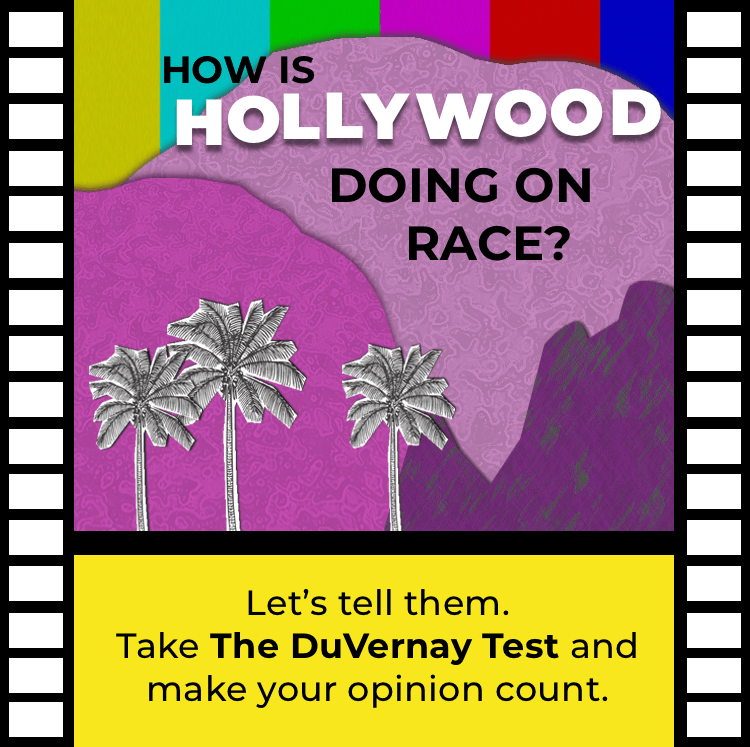 HOW IS
HOLLYWOOD
DOING ON
RACE?
Let’s tell them.
Take The DuVernay Test and
make your opinion count.